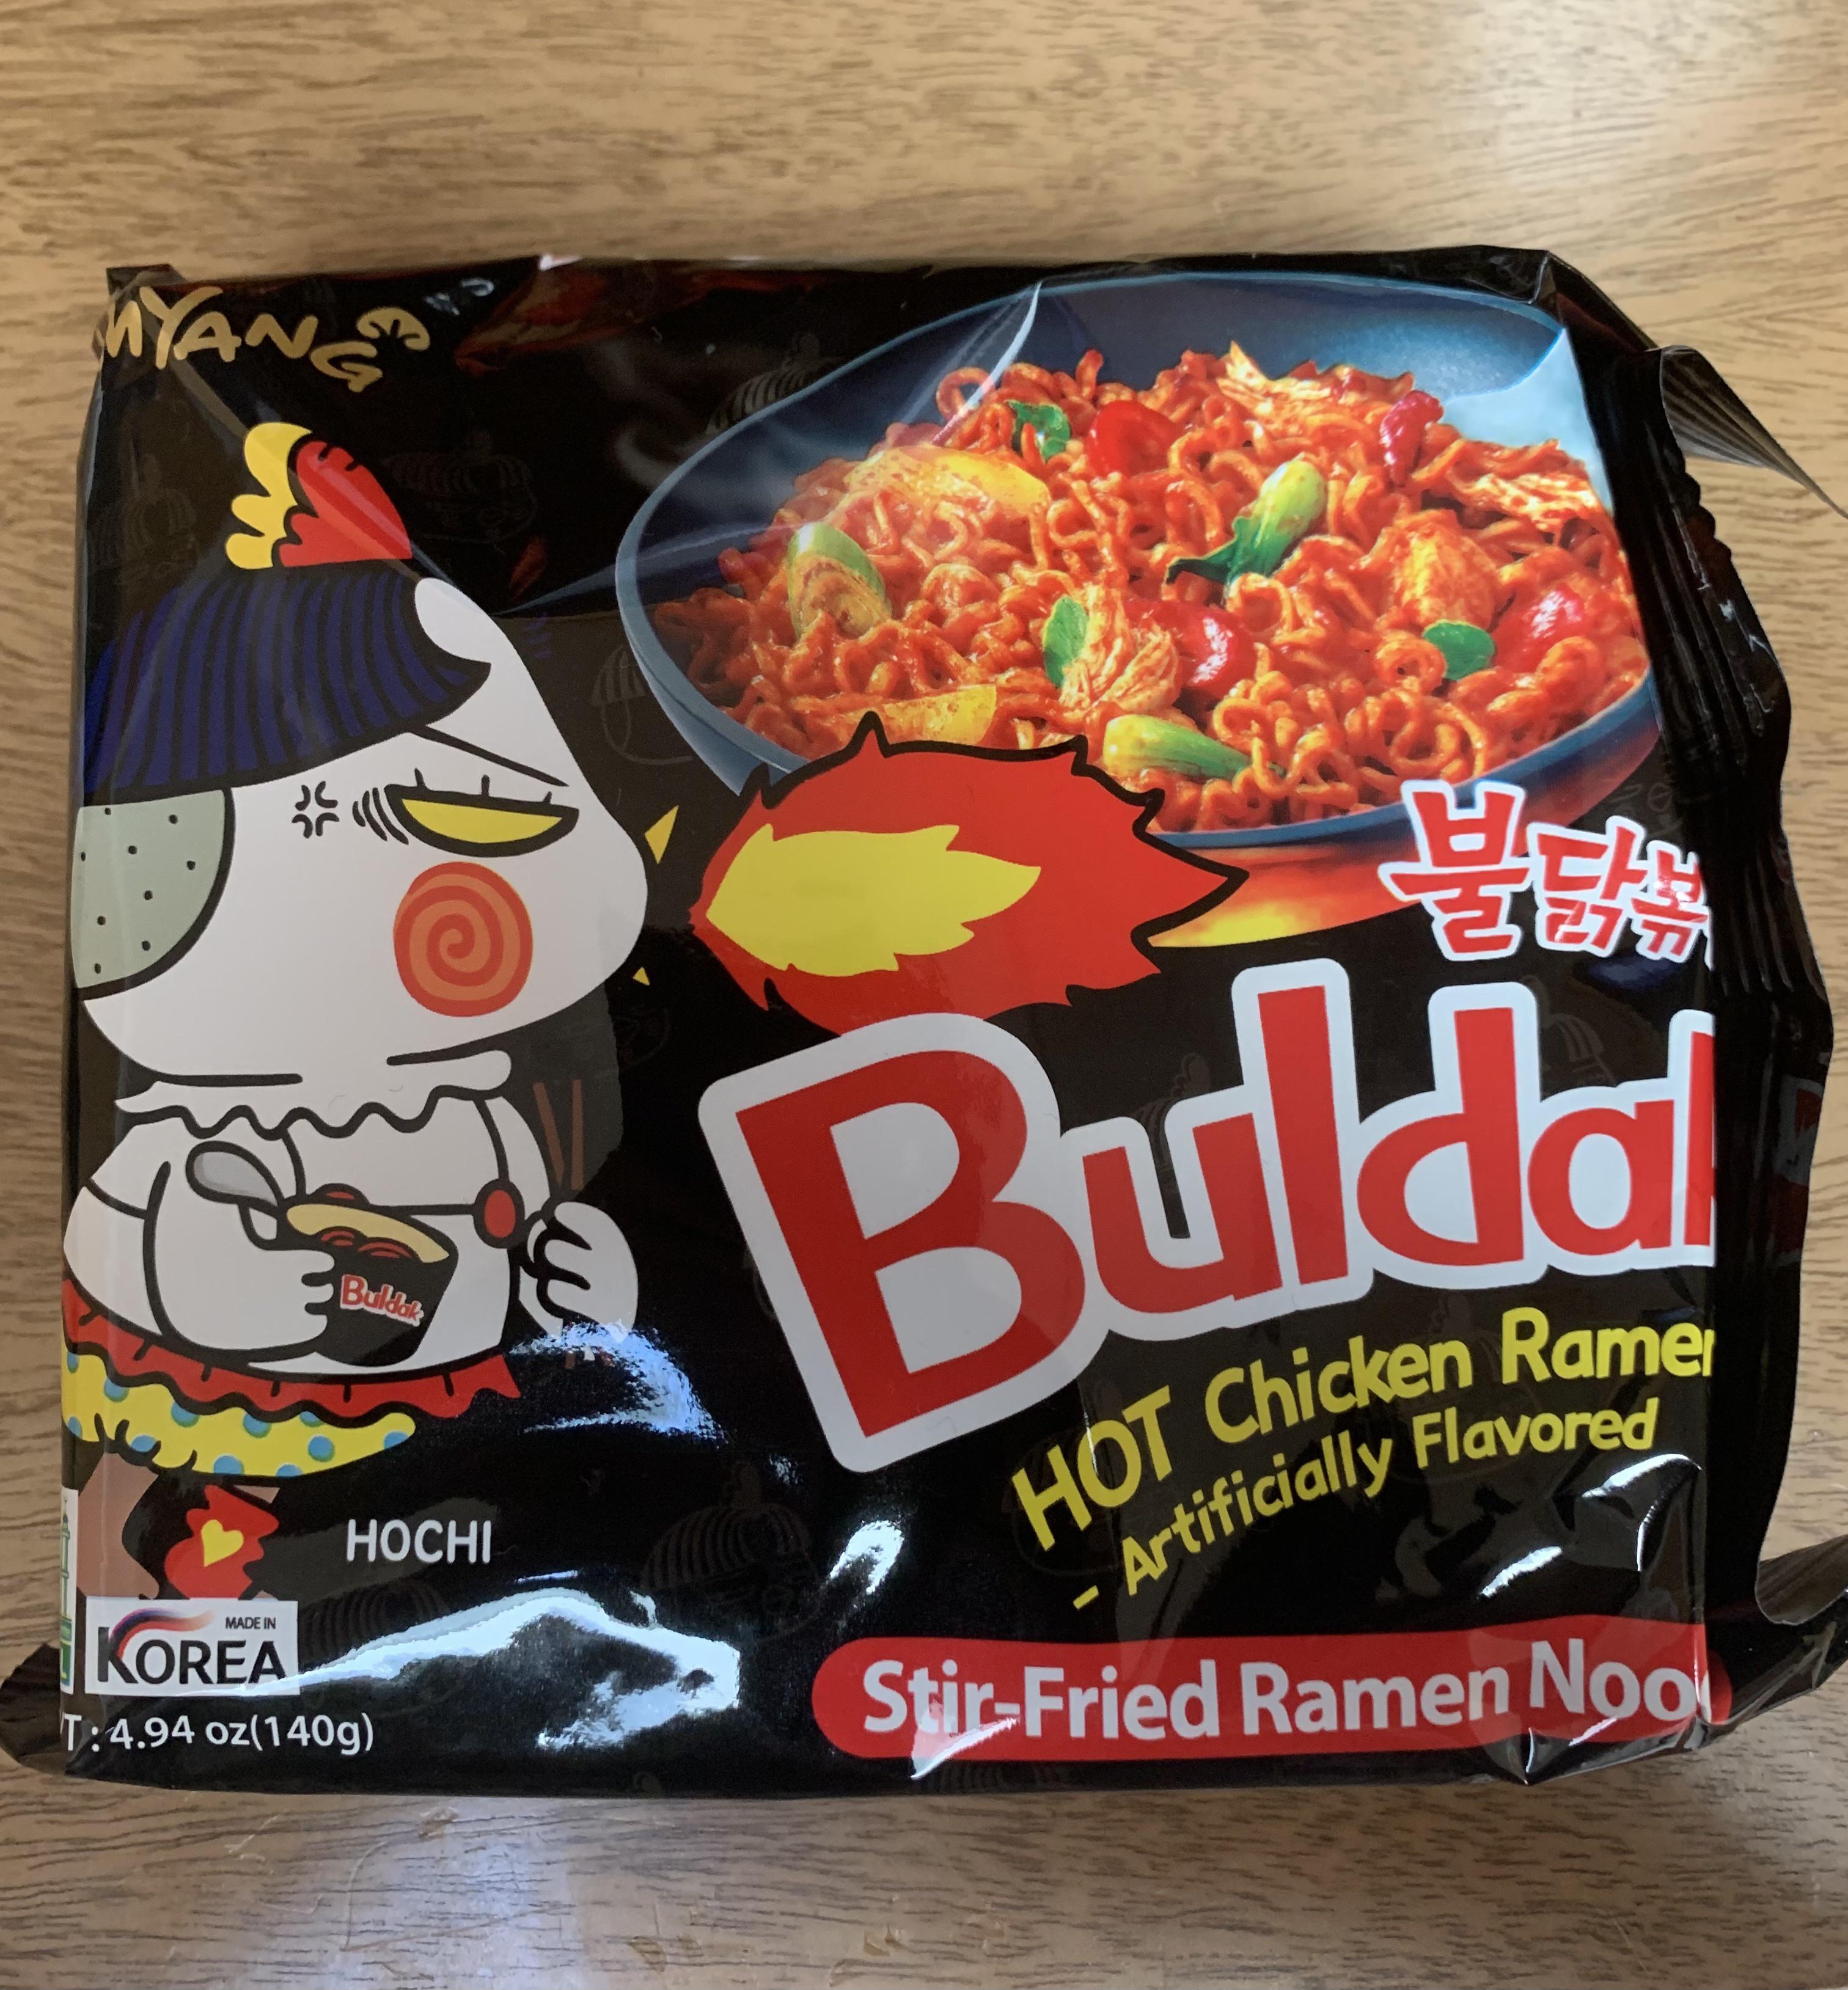 MYANG
불닭볶
Buldak
HOT Chicken Ramen
- Artificially Flavored
Buldak
HOCHI
MADE IN
KOREA
T : 4.94 oz(140g)
Stir-Fried Ramen Noo